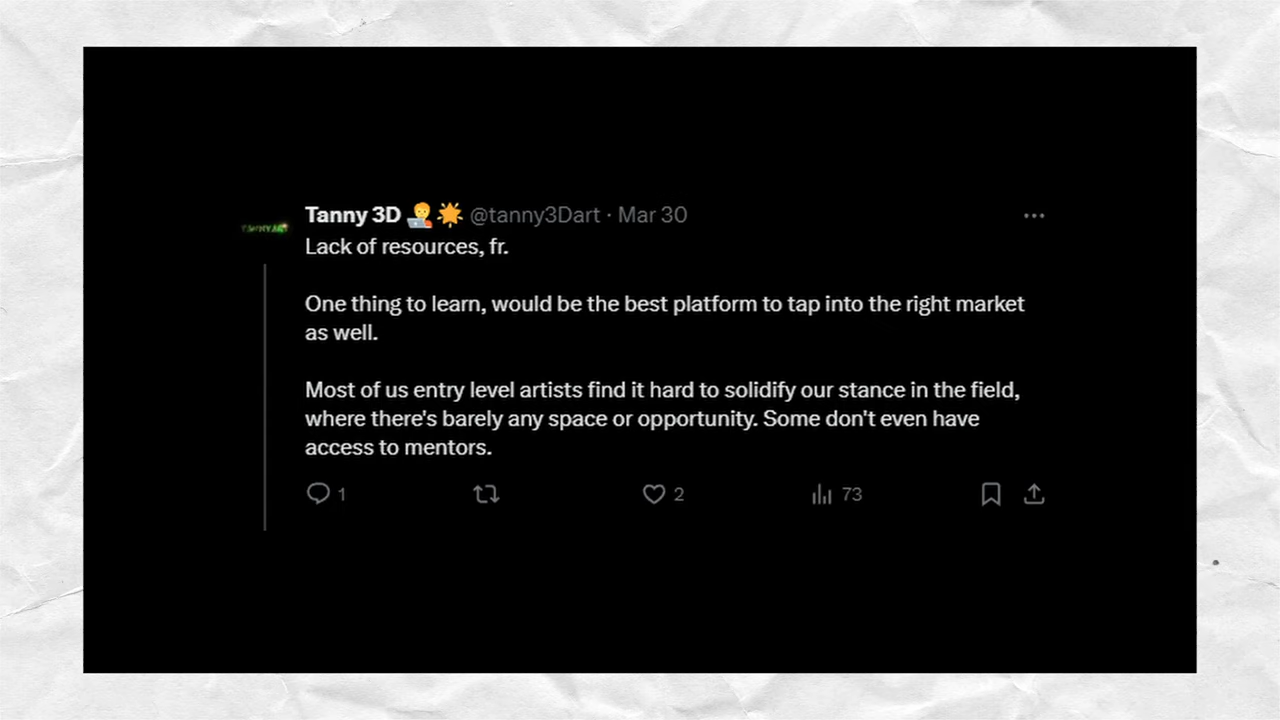 Tanny 3D 🧑‍💻🌟 @tanny3Dart · Mar 30
Lack of resources, fr.
One thing to learn, would be the best platform to tap into the right market
as well.
Most of us entry level artists find it hard to solidify our stance in the field,
where there's barely any space or opportunity. Some don't even have
access to mentors.
1 2 73